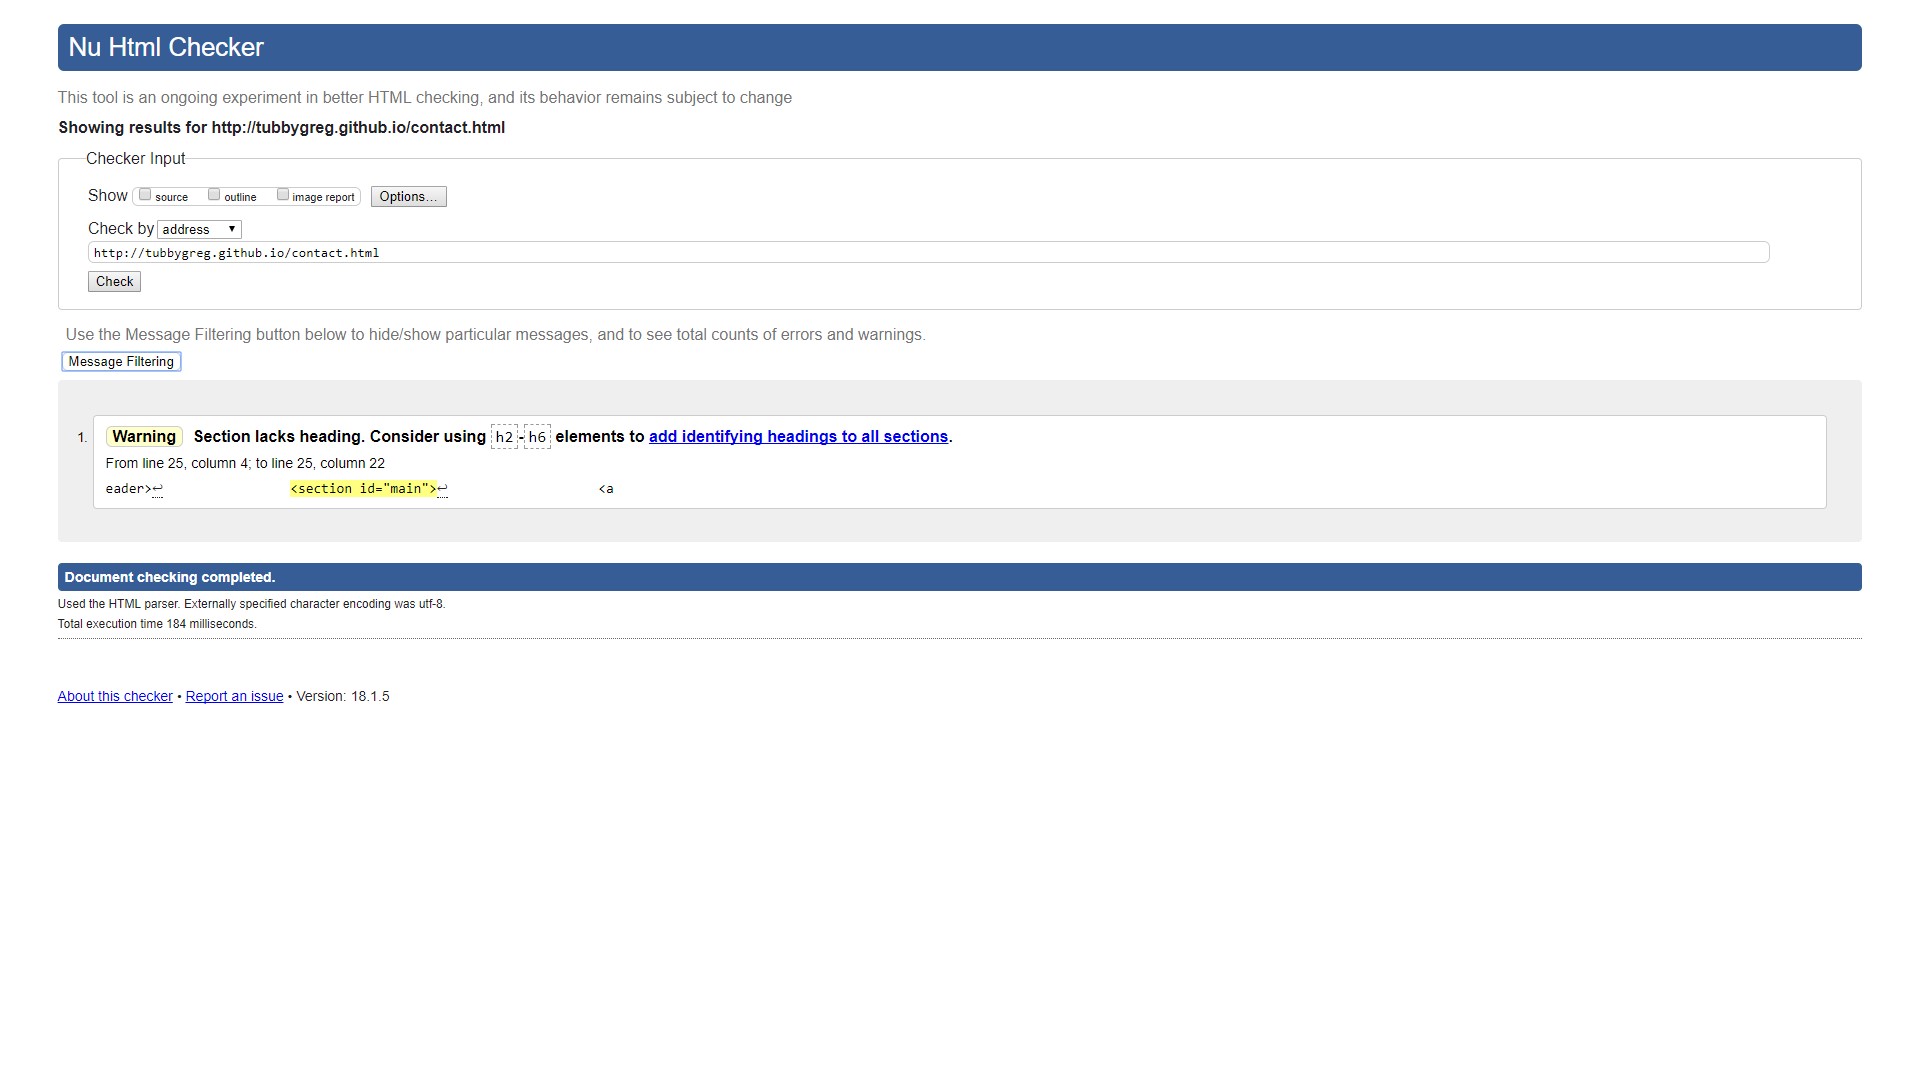 Nu Html Checker
This tool is an ongoing experiment in better HTML checking, and its behavior remains subject to change
Showing results for http://tubbygreg.github.io/contact.html
Checker Input
Show source outline image report Options...
Check by address ▼
http://tubbygreg.github.io/contact.html
Check
Use the Message Filtering button below to hide/show particular messages, and to see total counts of errors and warnings.
Message Filtering
1. Warning Section lacks heading. Consider using h2-h6 elements to add identifying headings to all sections.
From line 25, column 4; to line 25, column 22
eader>↩ <section id="main">↩ <a
Document checking completed.
Used the HTML parser. Externally specified character encoding was utf-8.
Total execution time 184 milliseconds.
About this checker • Report an issue • Version: 18.1.5